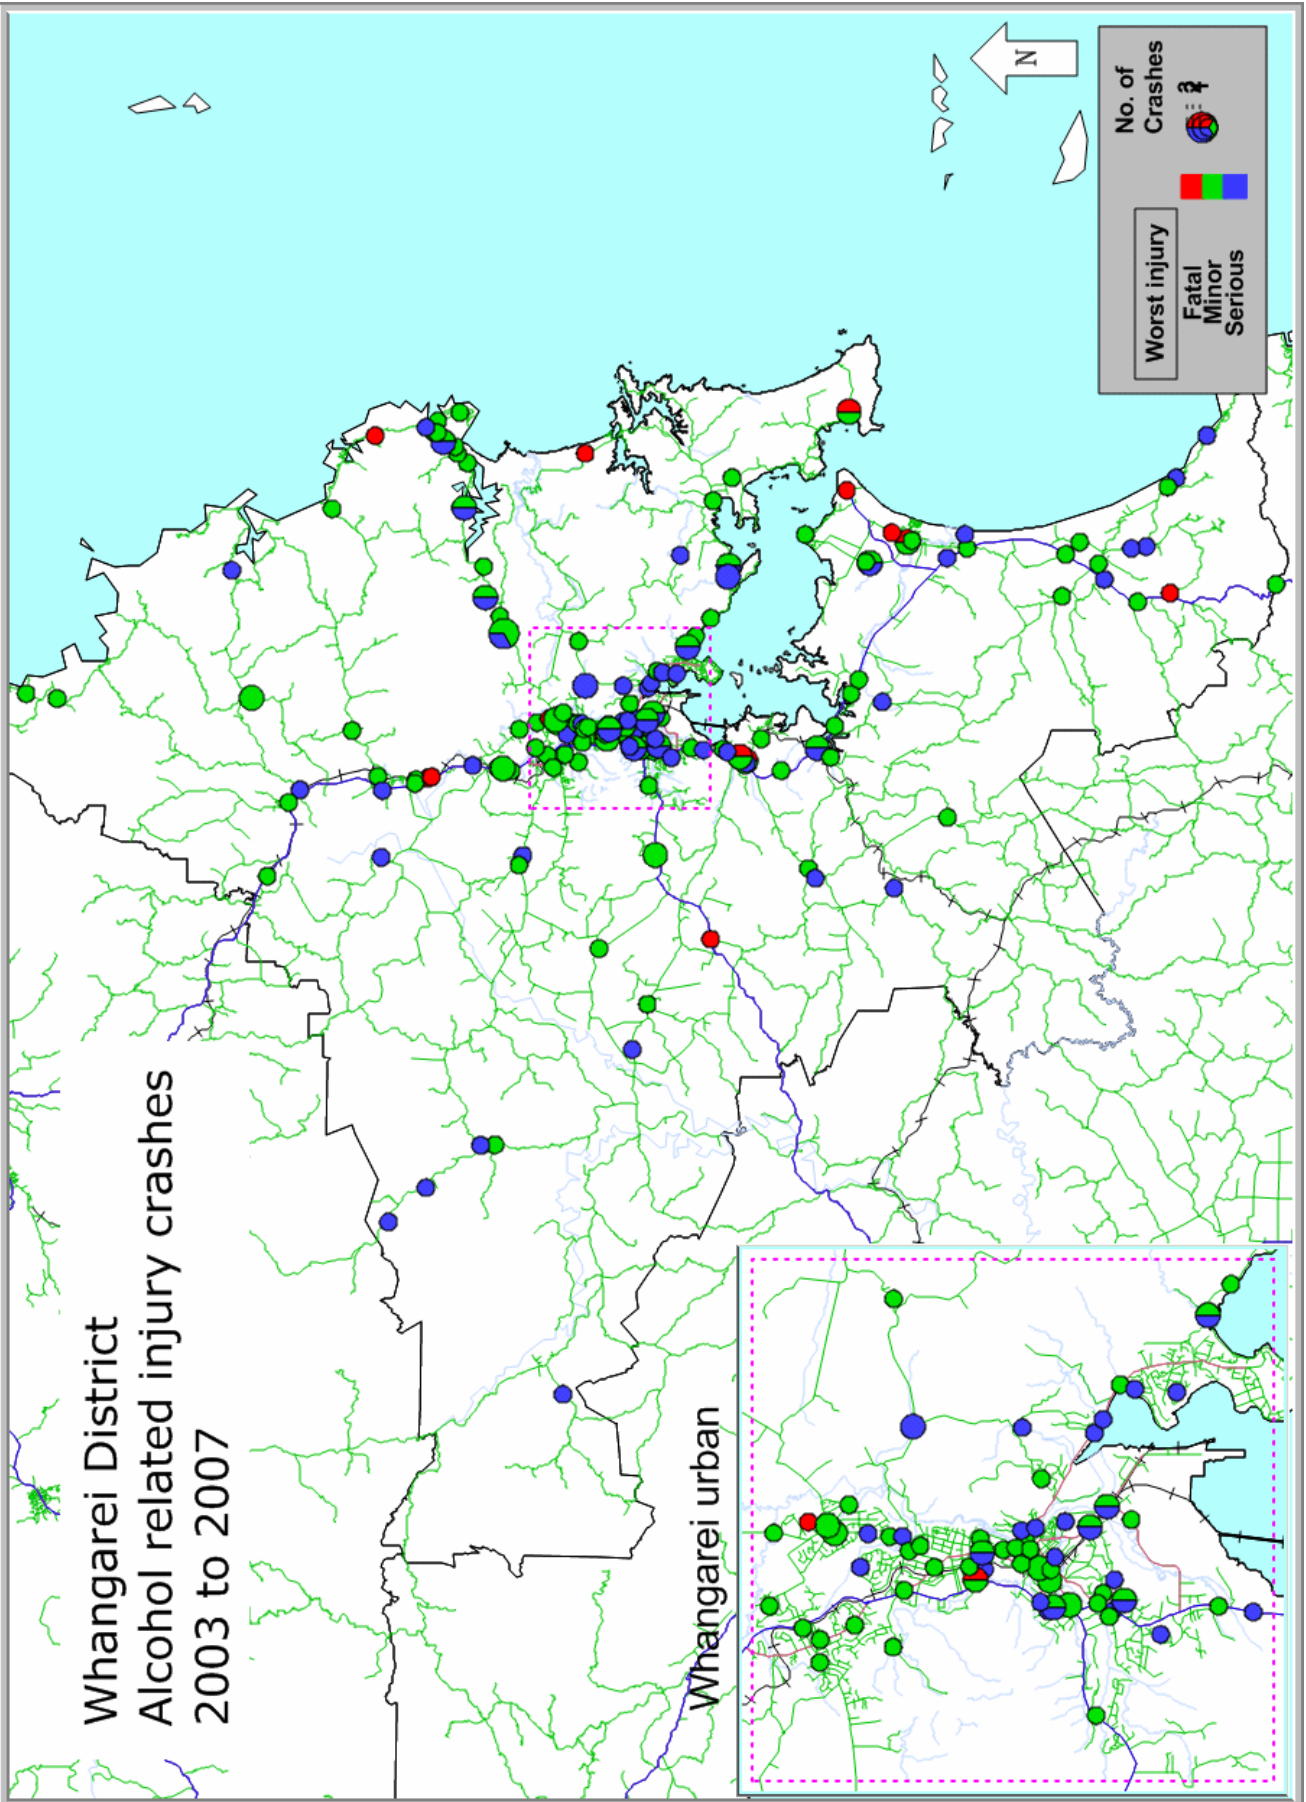 Whangarei District
Alcohol related injury crashes
2003 to 2007
Whangarei urban
N
Worst injury
No. of
Crashes
Fatal
Minor
Serious